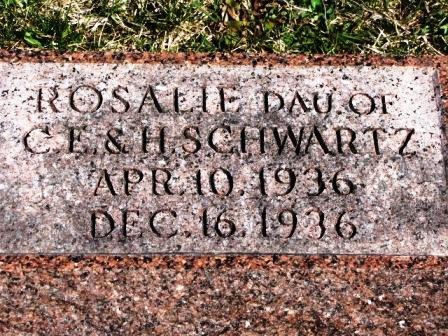 ROSALIE DAU. OF
C. E. & H. SCHWARTZ
APR. 10. 1936
DEC. 16. 1936